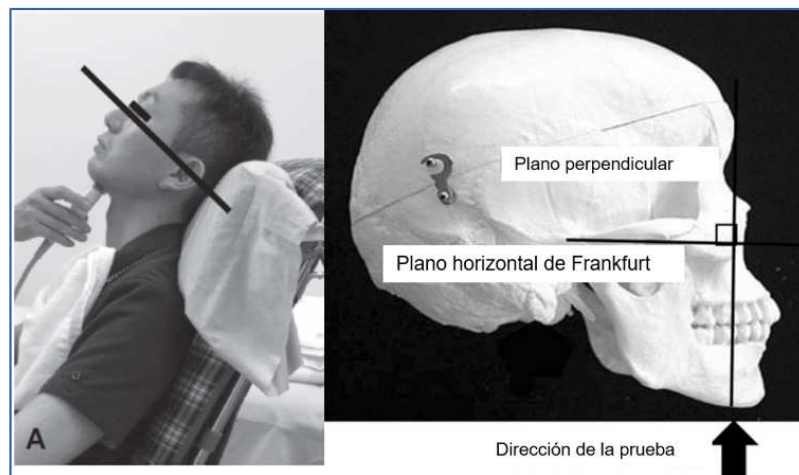 A
Plano perpendicular
Plano horizontal de Frankfurt
Dirección de la prueba